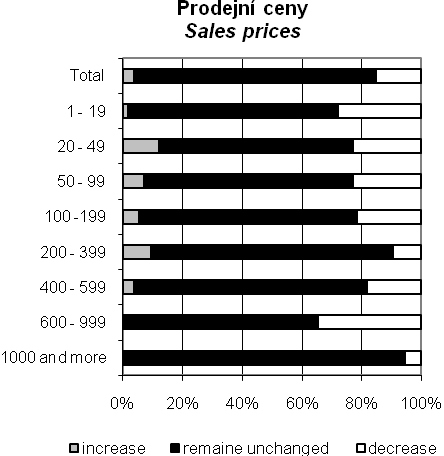 Prodejní ceny
Sales prices
Total
1 - 19
20 - 49
50 - 99
100 - 199
200 - 399
400 - 599
600 - 999
1000 and more
0% 20% 40% 60% 80% 100%
increase remaine unchanged decrease